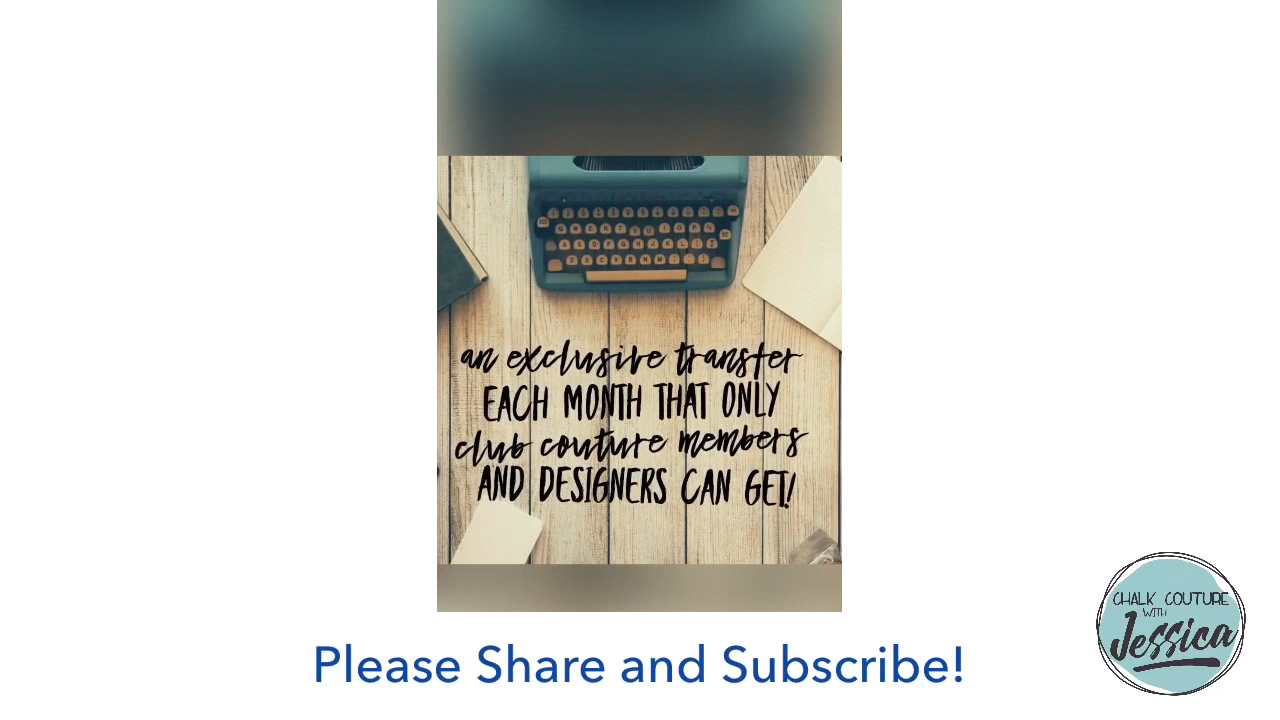 an exclusive transfer
EACH MONTH THAT ONLY
club couture members
AND DESIGNERS CAN GET!
Please Share and Subscribe!
CHALK COUTURE
WITH
Jessica